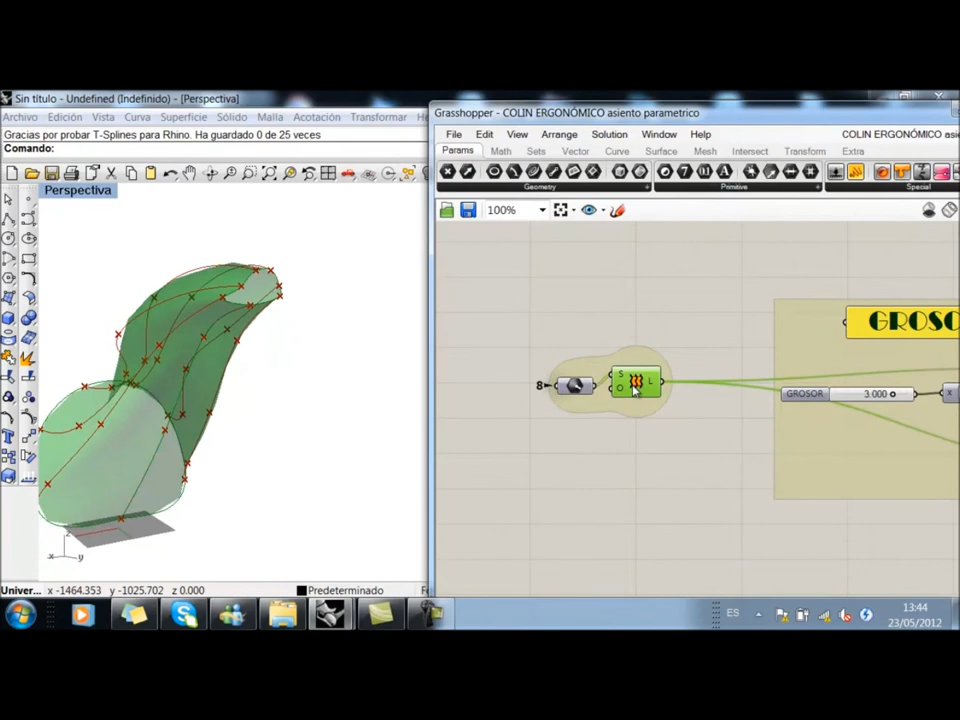 Sin título - Undefined (Indefinido) - [Perspectiva]
Archivo Edición Vista Curva Superficie Sólido Malla Acotación Transformar
Gracias por probar T-Splines para Rhino. Ha guardado 0 de 25 veces
Comando:
Perspectiva
x y z
Univer... x -1464.353 y -1025.702 z 0.000 Predeterminado
Grasshopper - COLIN ERGONÓMICO asiento parametrico
File Edit View Arrange Solution Window Help COLIN ERGONÓMICO asie
Params Math Sets Vector Curve Surface Mesh Intersect Transform Extra
Geometry + Primitive + Special
100%
GROSO
8 S O L
GROSOR 3.000
x
ES 13:44
23/05/2012